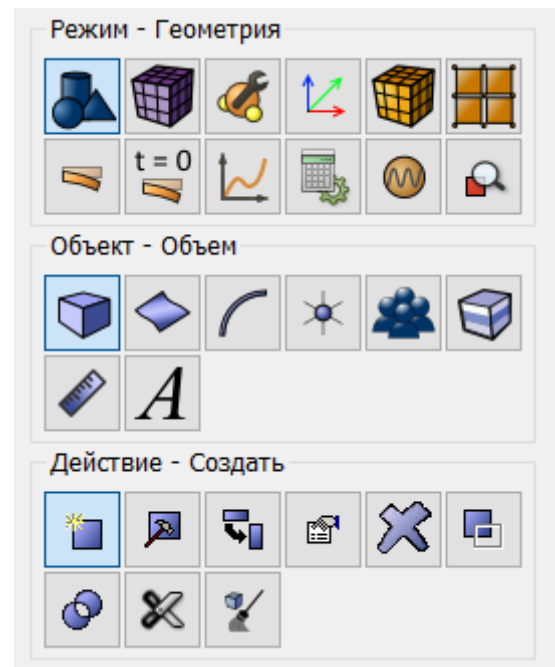 Режим - Геометрия
t = 0
Объект - Объем
A
Действие - Создать